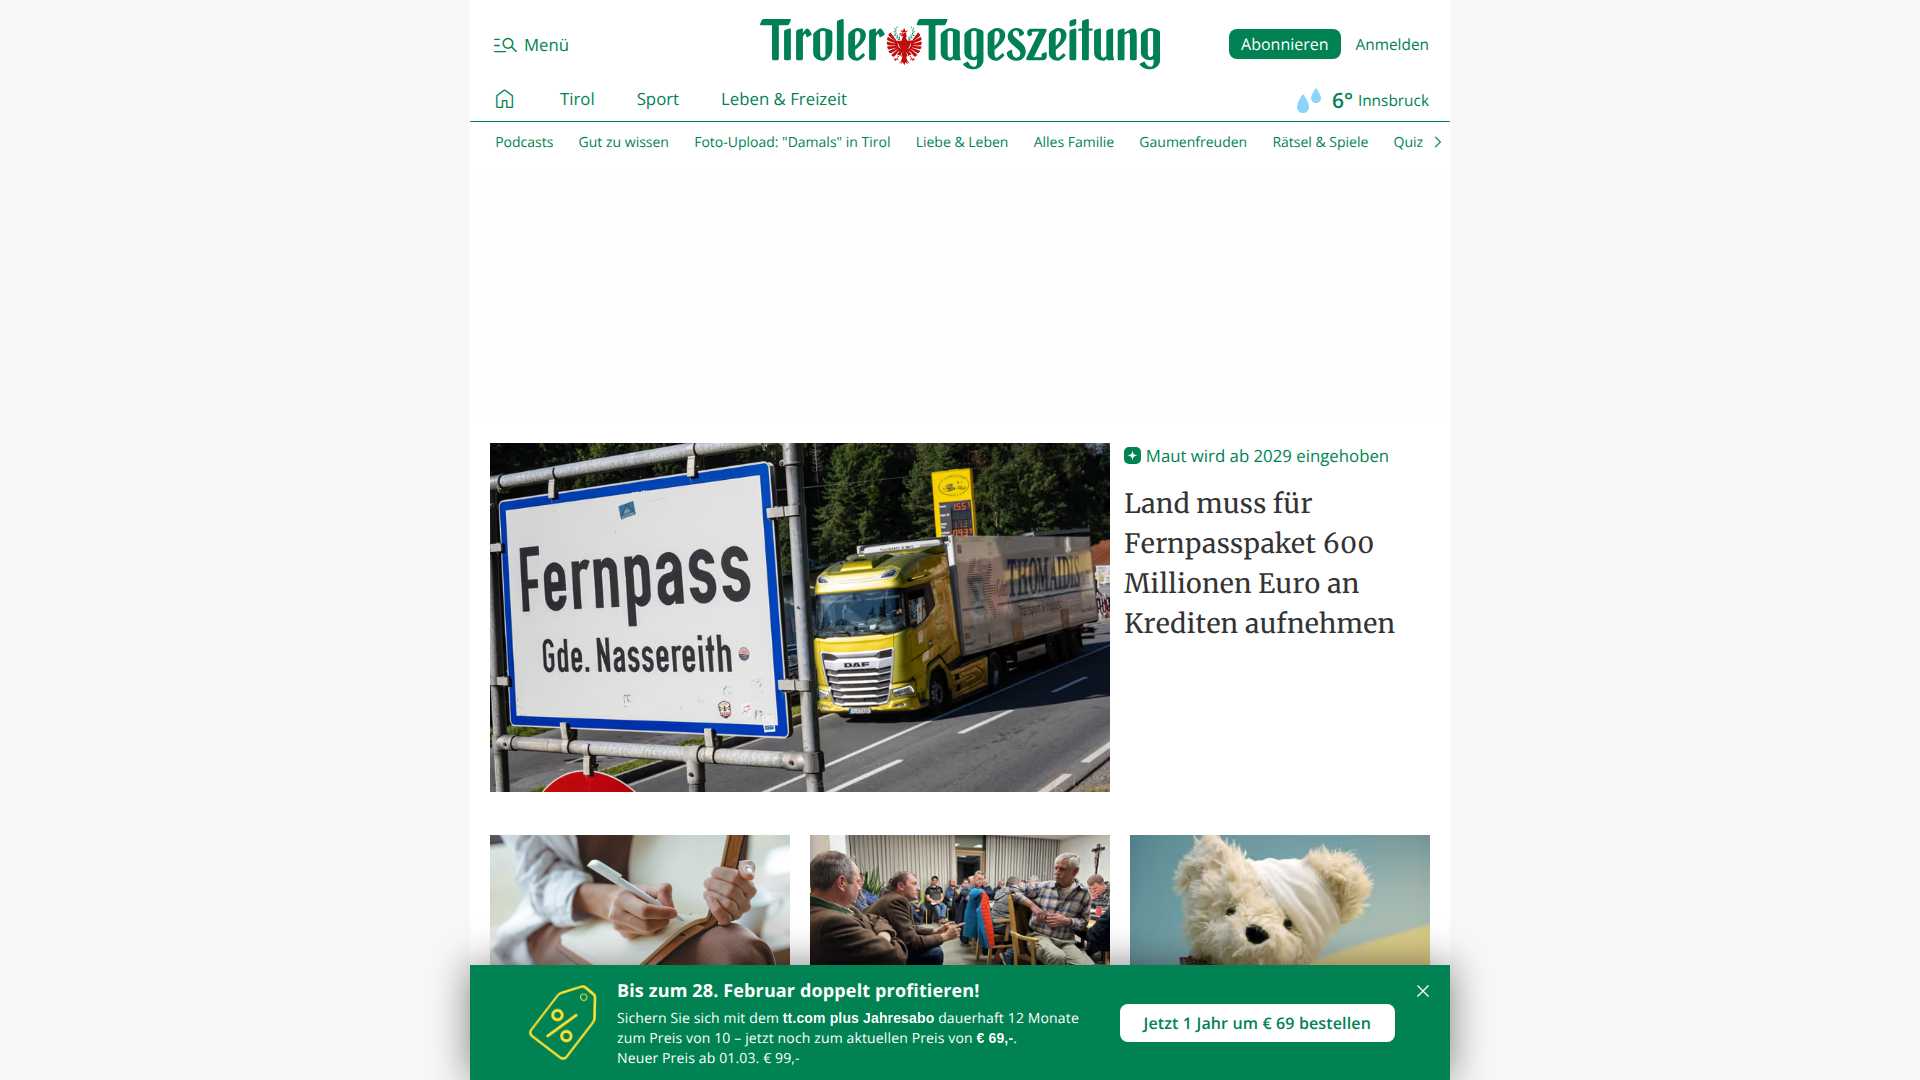 Menü
Tiroler Tageszeitung
Abonnieren
Anmelden
Tirol
Sport
Leben & Freizeit
6° Innsbruck
Podcasts
Gut zu wissen
Foto-Upload: "Damals" in Tirol
Liebe & Leben
Alles Familie
Gaumenfreuden
Rätsel & Spiele
Quiz
Fernpass
Gde. Nassereith
DAF
THOMAIDIS
Maut wird ab 2029 eingehoben
Land muss für
Fernpasspaket 600
Millionen Euro an
Krediten aufnehmen
Bis zum 28. Februar doppelt profitieren!
Sichern Sie sich mit dem tt.com plus Jahresabo dauerhaft 12 Monate
zum Preis von 10 – jetzt noch zum aktuellen Preis von € 69,-.
Neuer Preis ab 01.03. € 99,-
Jetzt 1 Jahr um € 69 bestellen